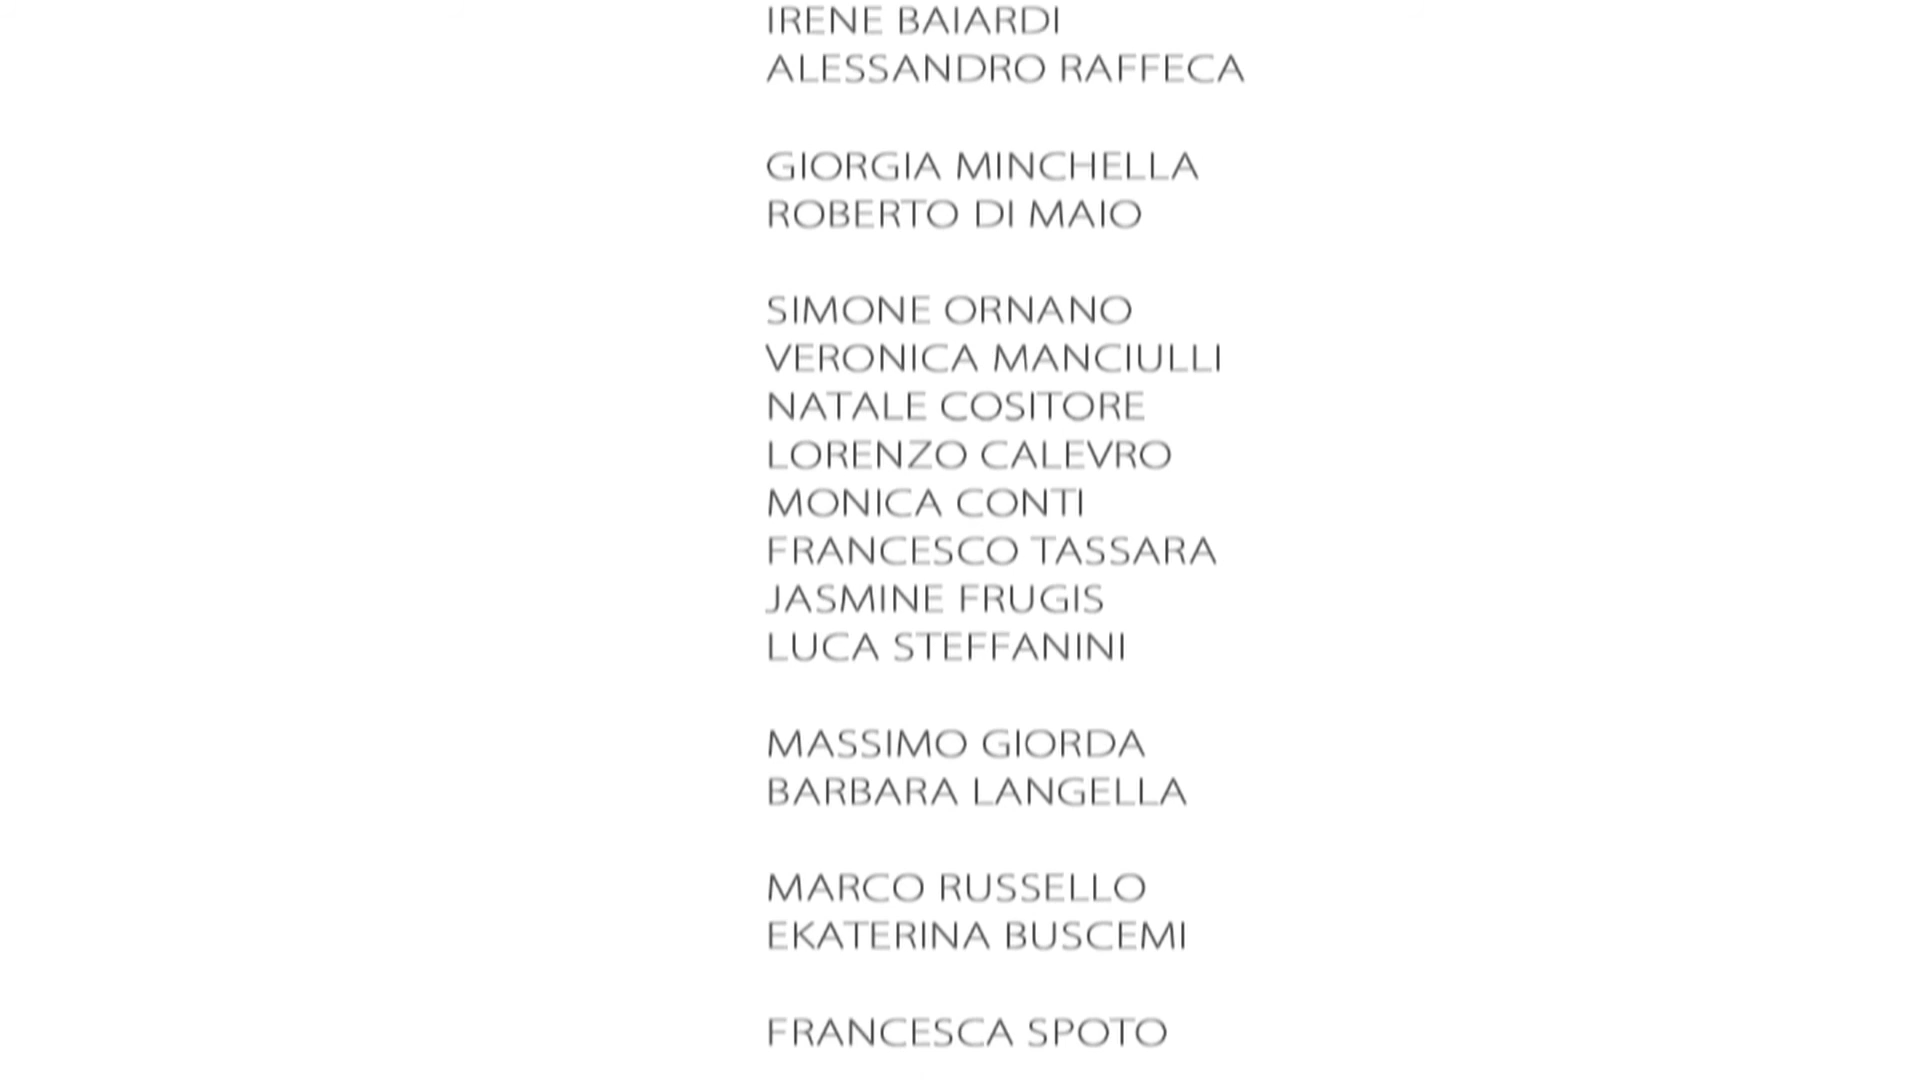 IRENE BAIARDI
ALESSANDRO RAFFECA
GIORGIA MINCHELLA
ROBERTO DI MAIO
SIMONE ORNANO
VERONICA MANCIULLI
NATALE COSITORE
LORENZO CALEVRO
MONICA CONTI
FRANCESCO TASSARA
JASMINE FRUGIS
LUCA STEFFANINI
MASSIMO GIORDA
BARBARA LANGELLA
MARCO RUSSELLO
EKATERINA BUSCEMI
FRANCESCA SPOTO